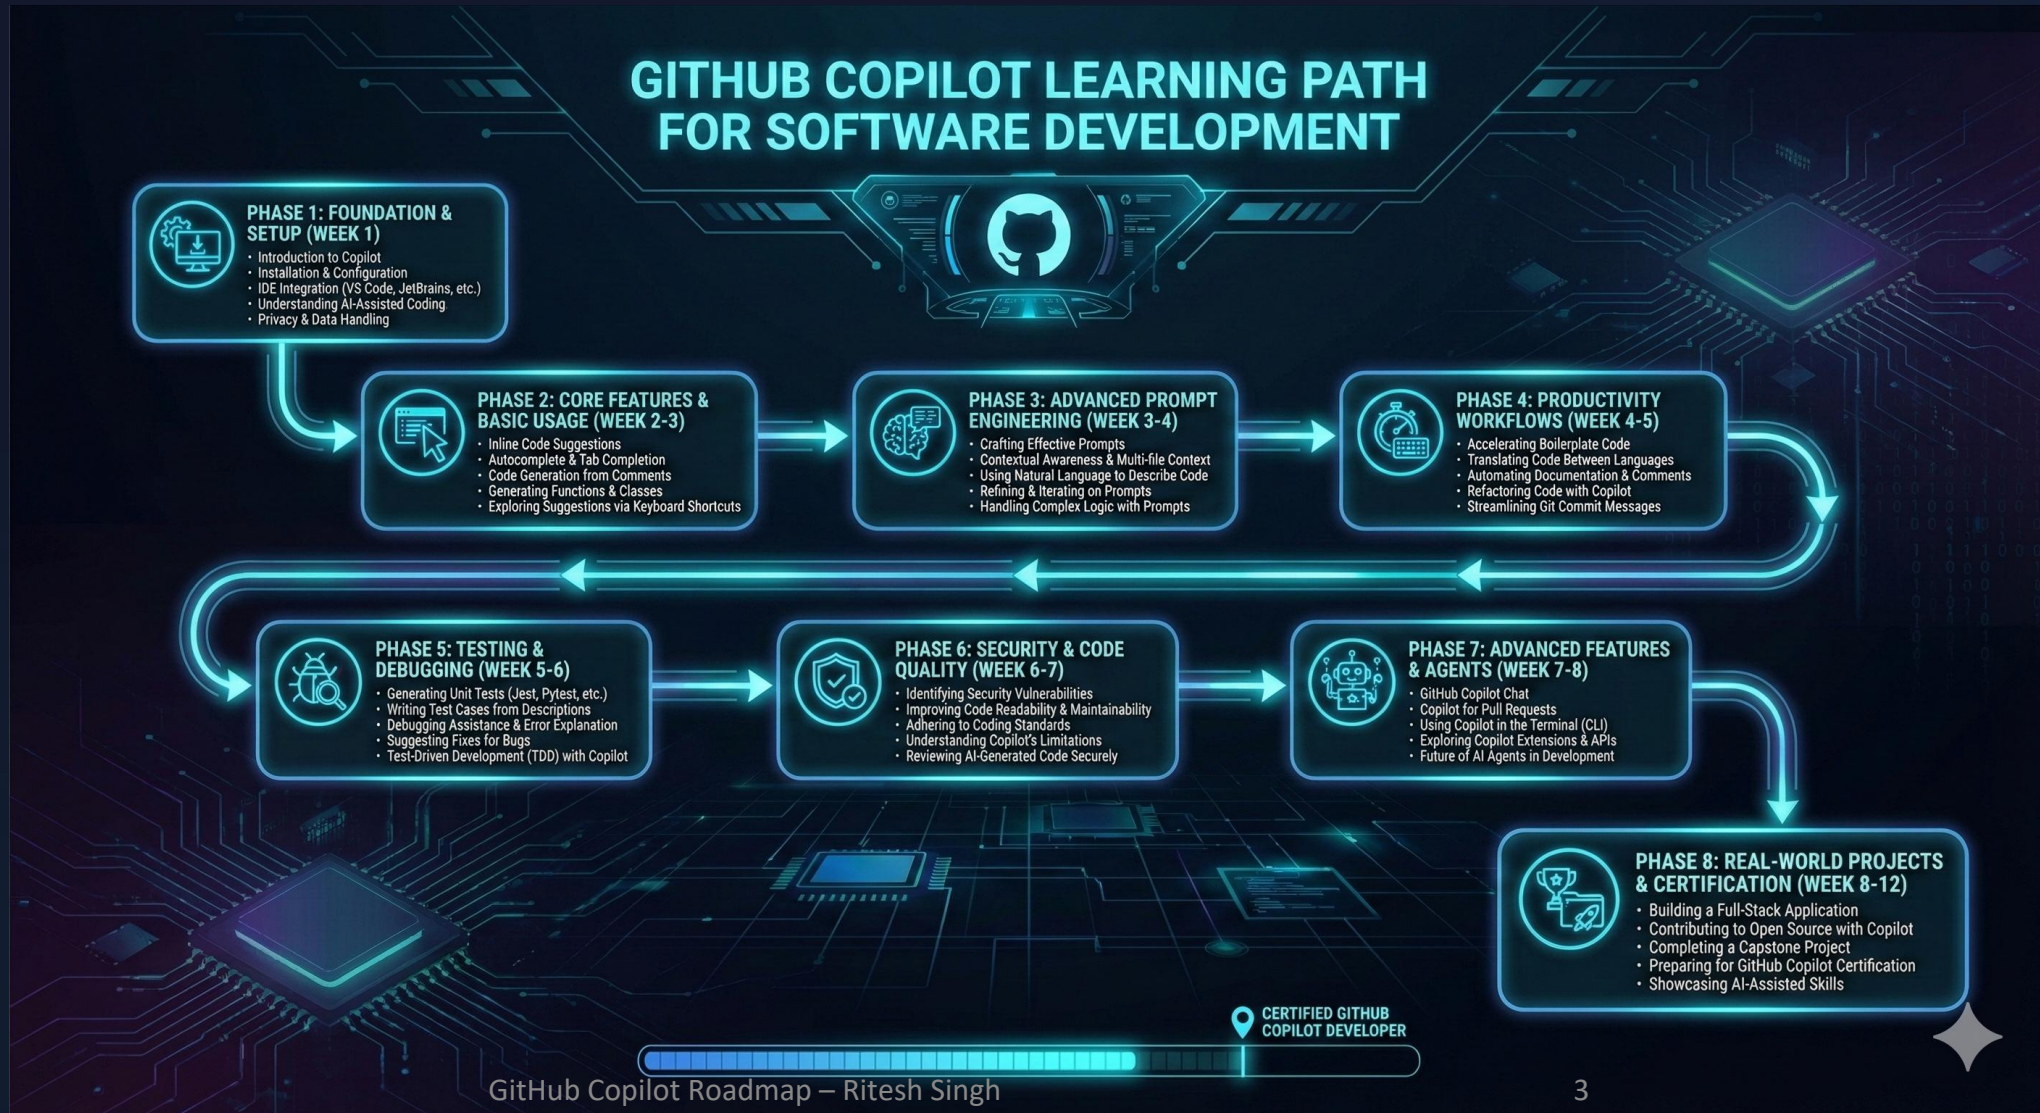 GITHUB COPILOT LEARNING PATH
FOR SOFTWARE DEVELOPMENT
PHASE 1: FOUNDATION &
SETUP (WEEK 1)
• Introduction to Copilot
• Installation & Configuration
• IDE Integration (VS Code, JetBrains, etc.)
• Understanding AI-Assisted Coding
• Privacy & Data Handling
PHASE 2: CORE FEATURES &
BASIC USAGE (WEEK 2-3)
• Inline Code Suggestions
• Autocomplete & Tab Completion
• Code Generation from Comments
• Generating Functions & Classes
• Exploring Suggestions via Keyboard Shortcuts
PHASE 3: ADVANCED PROMPT
ENGINEERING (WEEK 3-4)
• Crafting Effective Prompts
• Contextual Awareness & Multi-file Context
• Using Natural Language to Describe Code
• Refining & Iterating on Prompts
• Handling Complex Logic with Prompts
PHASE 4: PRODUCTIVITY
WORKFLOWS (WEEK 4-5)
• Accelerating Boilerplate Code
• Translating Code Between Languages
• Automating Documentation & Comments
• Refactoring Code with Copilot
• Streamlining Git Commit Messages
PHASE 5: TESTING &
DEBUGGING (WEEK 5-6)
• Generating Unit Tests (Jest, Pytest, etc.)
• Writing Test Cases from Descriptions
• Debugging Assistance & Error Explanation
• Suggesting Fixes for Bugs
• Test-Driven Development (TDD) with Copilot
PHASE 6: SECURITY & CODE
QUALITY (WEEK 6-7)
• Identifying Security Vulnerabilities
• Improving Code Readability & Maintainability
• Adhering to Coding Standards
• Understanding Copilot's Limitations
• Reviewing AI-Generated Code Securely
PHASE 7: ADVANCED FEATURES
& AGENTS (WEEK 7-8)
• GitHub Copilot Chat
• Copilot for Pull Requests
• Using Copilot in the Terminal (CLI)
• Exploring Copilot Extensions & APIs
• Future of AI Agents in Development
PHASE 8: REAL-WORLD PROJECTS
& CERTIFICATION (WEEK 8-12)
• Building a Full-Stack Application
• Contributing to Open Source with Copilot
• Completing a Capstone Project
• Preparing for GitHub Copilot Certification
• Showcasing AI-Assisted Skills
CERTIFIED GITHUB
COPILOT DEVELOPER
GitHub Copilot Roadmap – Ritesh Singh
3